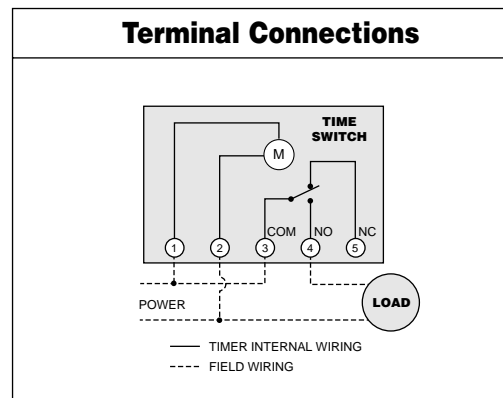 Terminal Connections
TIME
SWITCH
M
COM NO NC
1 2 3 4 5
POWER
LOAD
TIMER INTERNAL WIRING
FIELD WIRING